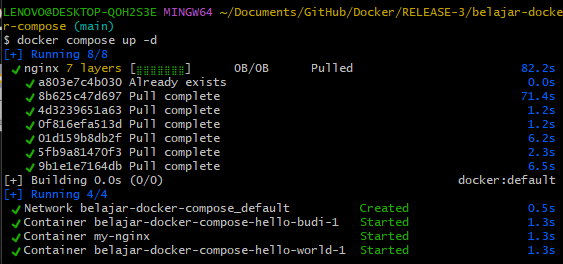 LENOVO@DESKTOP-QOH2S3E MINGW64 ~/Documents/GitHub/Docker/RELEASE-3/belajar-docke
r-compose (main)
$ docker compose up -d
[+] Running 8/8
✔ nginx 7 layers [⣿⣿⣿⣿⣿⣿⣿] 0B/0B Pulled 82.2s
✔ a803e7c4b030 Already exists 0.0s
✔ 8b625c47d697 Pull complete 71.4s
✔ 4d3239651a63 Pull complete 1.2s
✔ 0f816efa513d Pull complete 1.2s
✔ 01d159b8db2f Pull complete 6.2s
✔ 5fb9a81470f3 Pull complete 2.3s
✔ 9b1e1e7164db Pull complete 6.5s
[+] Building 0.0s (0/0) docker:default
[+] Running 4/4
✔ Network belajar-docker-compose_default Created 0.5s
✔ Container belajar-docker-compose-hello-budi-1 Started 1.3s
✔ Container my-nginx Started 1.3s
✔ Container belajar-docker-compose-hello-world-1 Started 1.3s